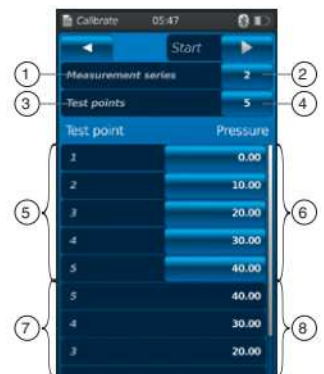 Calibrate 05:47
Start
1 Measurement series 2 2
3 Test points 5 4
Test point Pressure
1 0.00
2 10.00
3 20.00
4 30.00
5 40.00
5 6
5 40.00
4 30.00
3 20.00
7 8